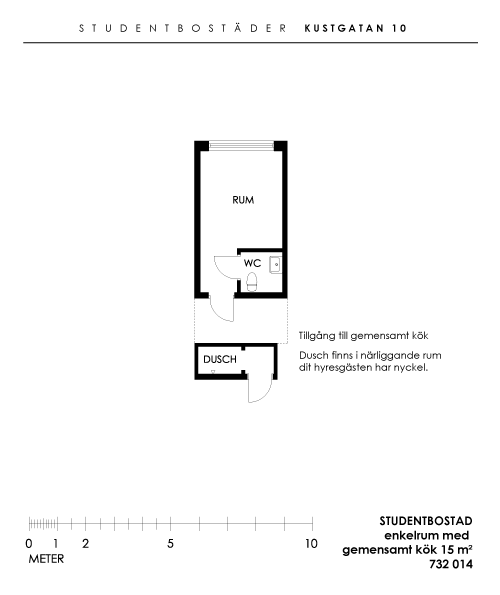 STUDENTBOSTÄDER KUSTGATAN 10
RUM
WC
Tillgång till gemensamt kök
DUSCH
Dusch finns i närliggande rum
dit hyresgästen har nyckel.
0 1 2 5 10
METER
STUDENTBOSTAD
enkelrum med
gemensamt kök 15 m²
732 014